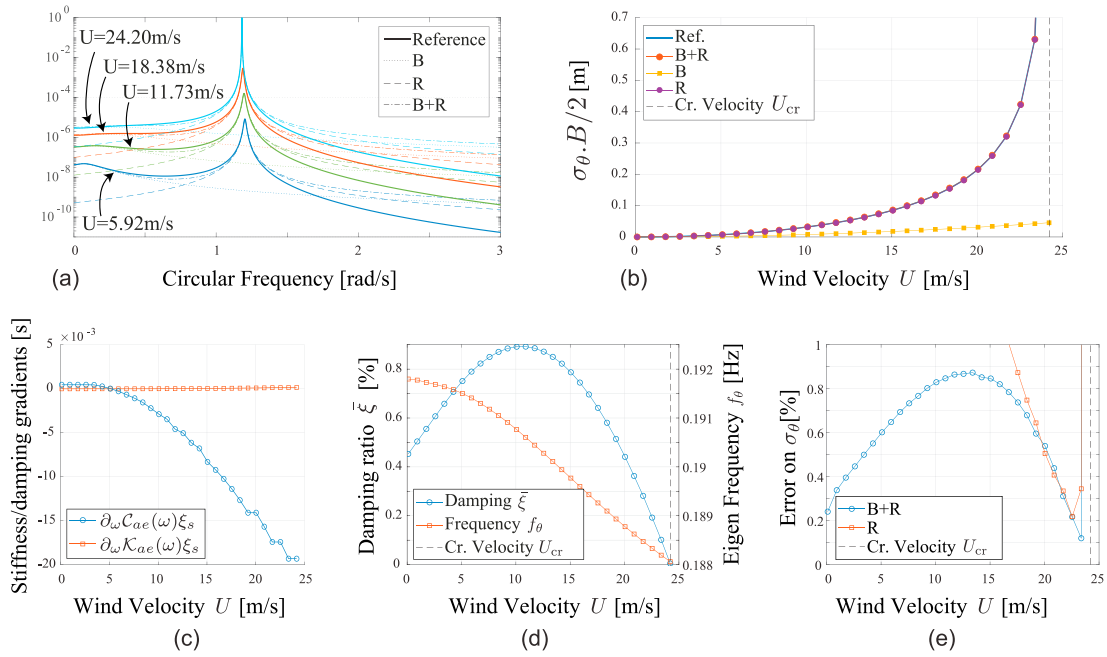 10^0
10^-2
10^-4
10^-6
10^-8
10^-10
U=24.20m/s
U=18.38m/s
U=11.73m/s
U=5.92m/s
Reference
B
R
B+R
0 1 2 3
Circular Frequency [rad/s]
(a)
σ_θ.B/2 [m]
0.7
0.6
0.5
0.4
0.3
0.2
0.1
0
Ref.
B+R
B
R
Cr. Velocity U_cr
0 5 10 15 20 25
Wind Velocity U [m/s]
(b)
Stiffness/damping gradients [s]
×10^-3
5
0
-5
-10
-15
-20
∂_ω C_ae(ω)ξ_s
∂_ω K_ae(ω)ξ_s
0 5 10 15 20 25
Wind Velocity U [m/s]
(c)
Damping ratio ξ̄ [%]
0.8
0.6
0.4
0.2
0
Damping ξ̄
Frequency f_θ
Cr. Velocity U_cr
Eigen Frequency f_θ [Hz]
0.192
0.191
0.19
0.189
0.188
0 5 10 15 20 25
Wind Velocity U [m/s]
(d)
Error on σ_θ[%]
1
0.8
0.6
0.4
0.2
0
B+R
R
Cr. Velocity U_cr
0 5 10 15 20 25
Wind Velocity U [m/s]
(e)